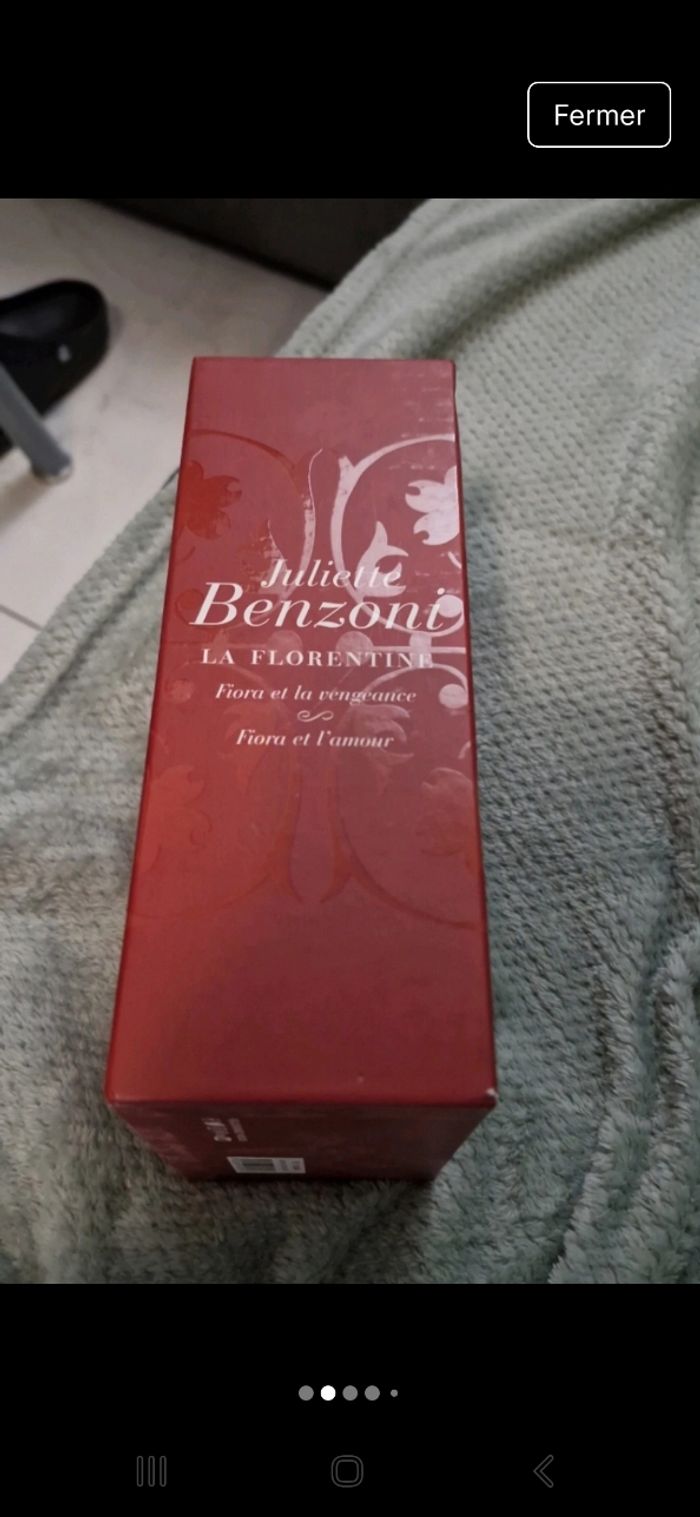 Fermer
Juliette
Benzoni
LA FLORENTINE
Fiora et la vengeance
Fiora et l'amour